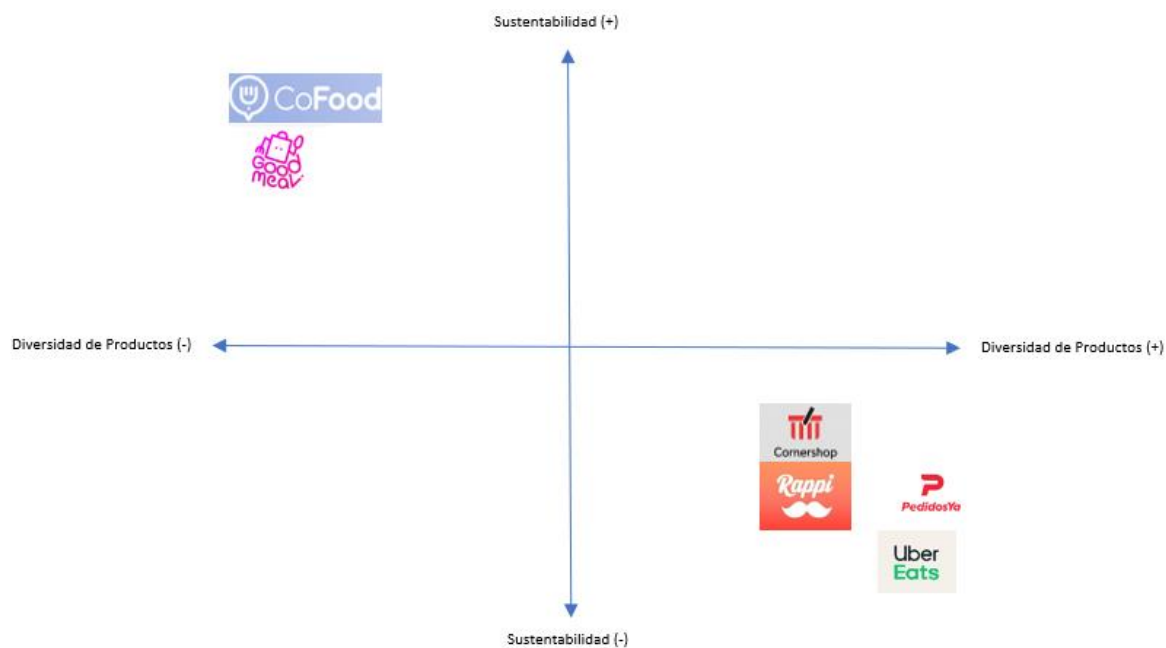 Sustentabilidad (+)
CoFood
GOOD
meal
Diversidad de Productos (-)
Diversidad de Productos (+)
Cornershop
Rappi
PedidosYa
Uber
Eats
Sustentabilidad (-)